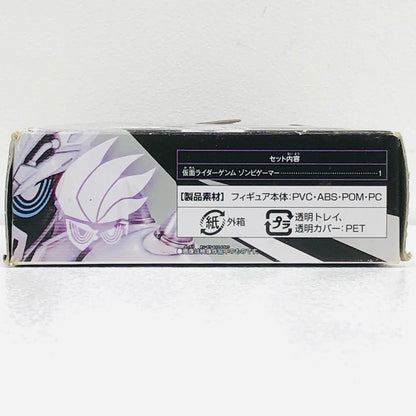 セット内容
仮面ライダーゲンム ゾンビゲーマー 1
【製品素材】 フィギュア本体:PVC・ABS・POM・PC
紙 外箱
プラ 透明トレイ、
透明カバー:PET